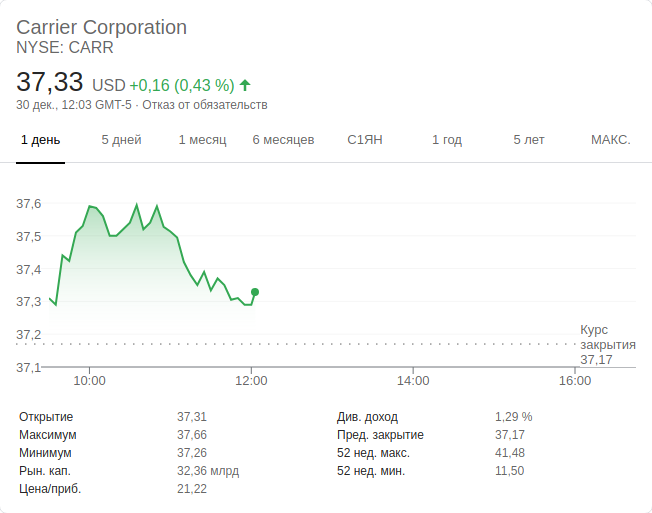 Carrier Corporation
NYSE: CARR
37,33 USD +0,16 (0,43 %)
30 дек., 12:03 GMT-5 · Отказ от обязательств
1 день 5 дней 1 месяц 6 месяцев С1ЯН 1 год 5 лет МАКС.
37,6
37,5
37,4
37,3
37,2
37,1
Курс
закрытия
37,17
10:00 12:00 14:00 16:00
Открытие 37,31 Див. доход 1,29 %
Максимум 37,66 Пред. закрытие 37,17
Минимум 37,26 52 нед. макс. 41,48
Рын. кап. 32,36 млрд 52 нед. мин. 11,50
Цена/приб. 21,22